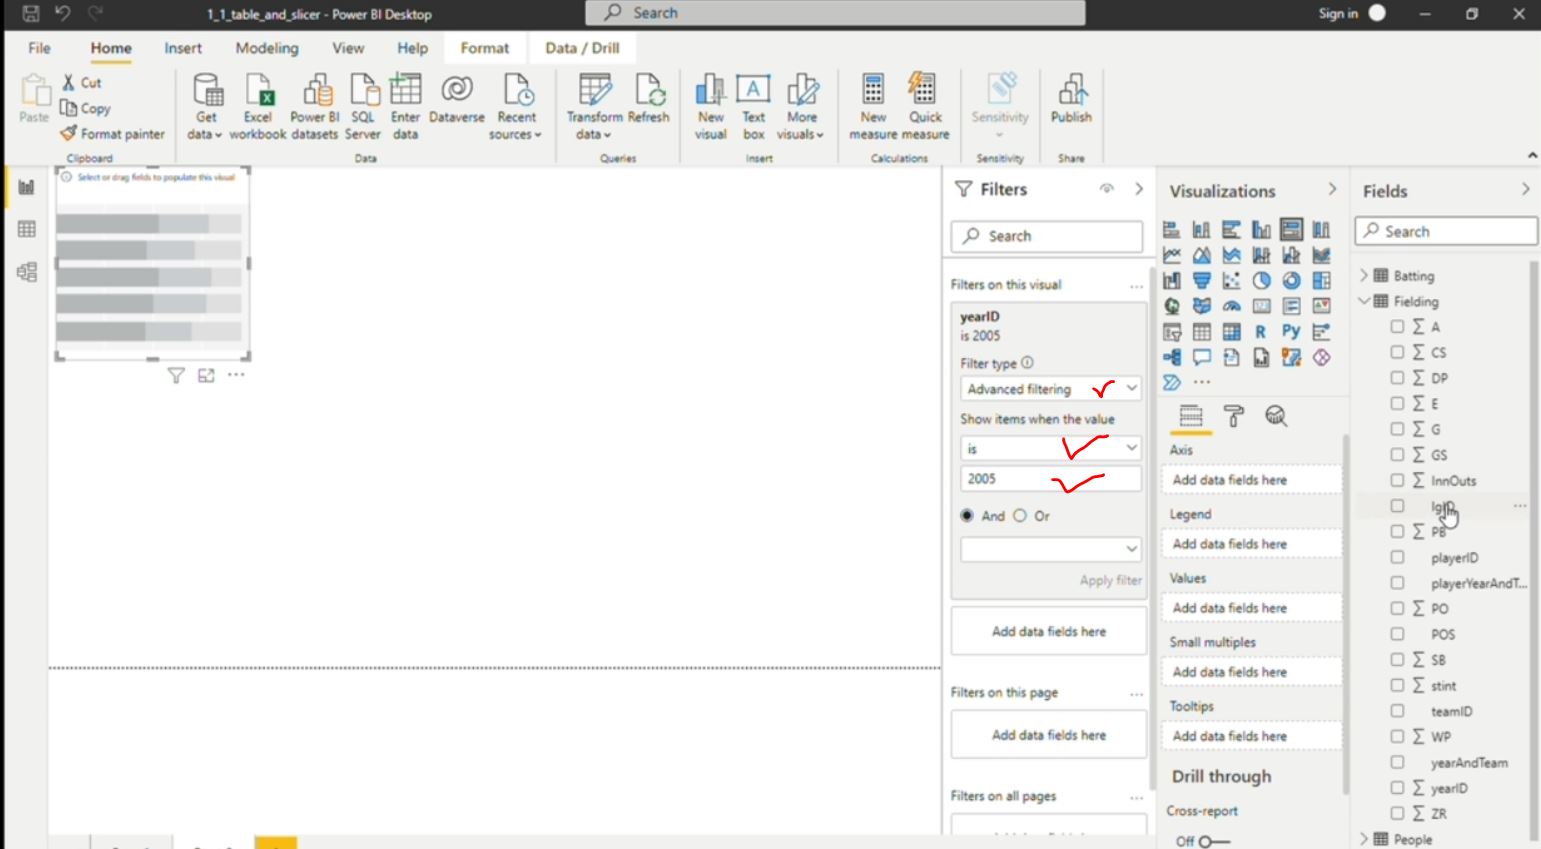 1_1_table_and_slicer - Power BI Desktop
Search
Sign in
File Home Insert Modeling View Help Format Data / Drill
Paste
Cut
Copy
Format painter
Clipboard
Get data
Excel workbook
Power BI datasets
SQL Server
Enter data
Dataverse
Recent sources
Data
Transform data
Refresh
Queries
New visual
Text box
More visuals
Insert
New measure
Quick measure
Calculations
Sensitivity
Sensitivity
Publish
Share
Select or drag fields to populate this visual
Filters
Search
Filters on this visual ...
yearID
is 2005
Filter type
Advanced filtering
Show items when the value
is
2005
And Or
Apply filter
Add data fields here
Filters on this page ...
Add data fields here
Filters on all pages ...
Visualizations
R Py
...
Axis
Add data fields here
Legend
Add data fields here
Values
Add data fields here
Small multiples
Add data fields here
Tooltips
Add data fields here
Drill through
Cross-report
Off
Fields
Search
Batting
Fielding
Σ A
Σ CS
Σ DP
Σ E
Σ G
Σ GS
Σ InnOuts
Σ PB
playerID
playerYearAndT...
Σ PO
POS
Σ SB
Σ stint
teamID
Σ WP
yearAndTeam
Σ yearID
Σ ZR
People